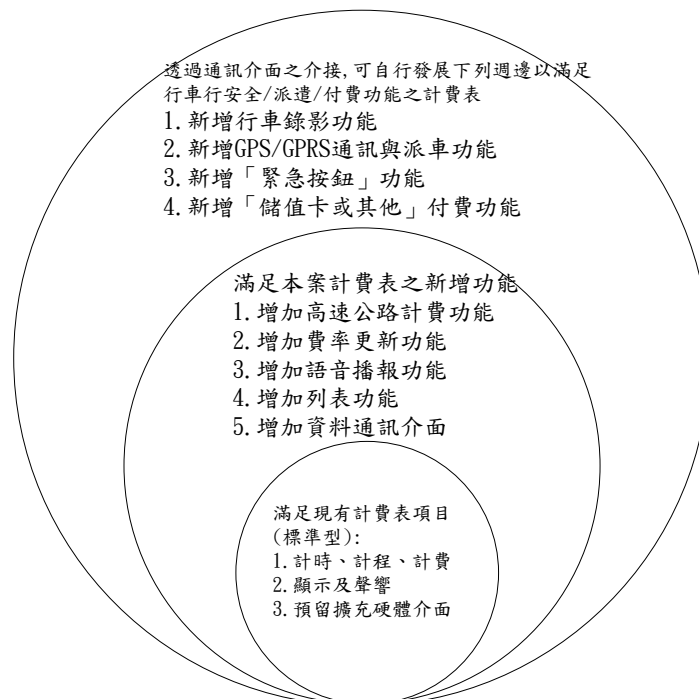 透過通訊介面之介接,可自行發展下列週邊以滿足
行車行安全/派遣/付費功能之計費表
1.新增行車錄影功能
2.新增GPS/GPRS通訊與派車功能
3.新增「緊急按鈕」功能
4.新增「儲值卡或其他」付費功能
滿足本案計費表之新增功能
1.增加高速公路計費功能
2.增加費率更新功能
3.增加語音播報功能
4.增加列表功能
5.增加資料通訊介面
滿足現有計費表項目
(標準型):
1.計時、計程、計費
2.顯示及聲響
3.預留擴充硬體介面